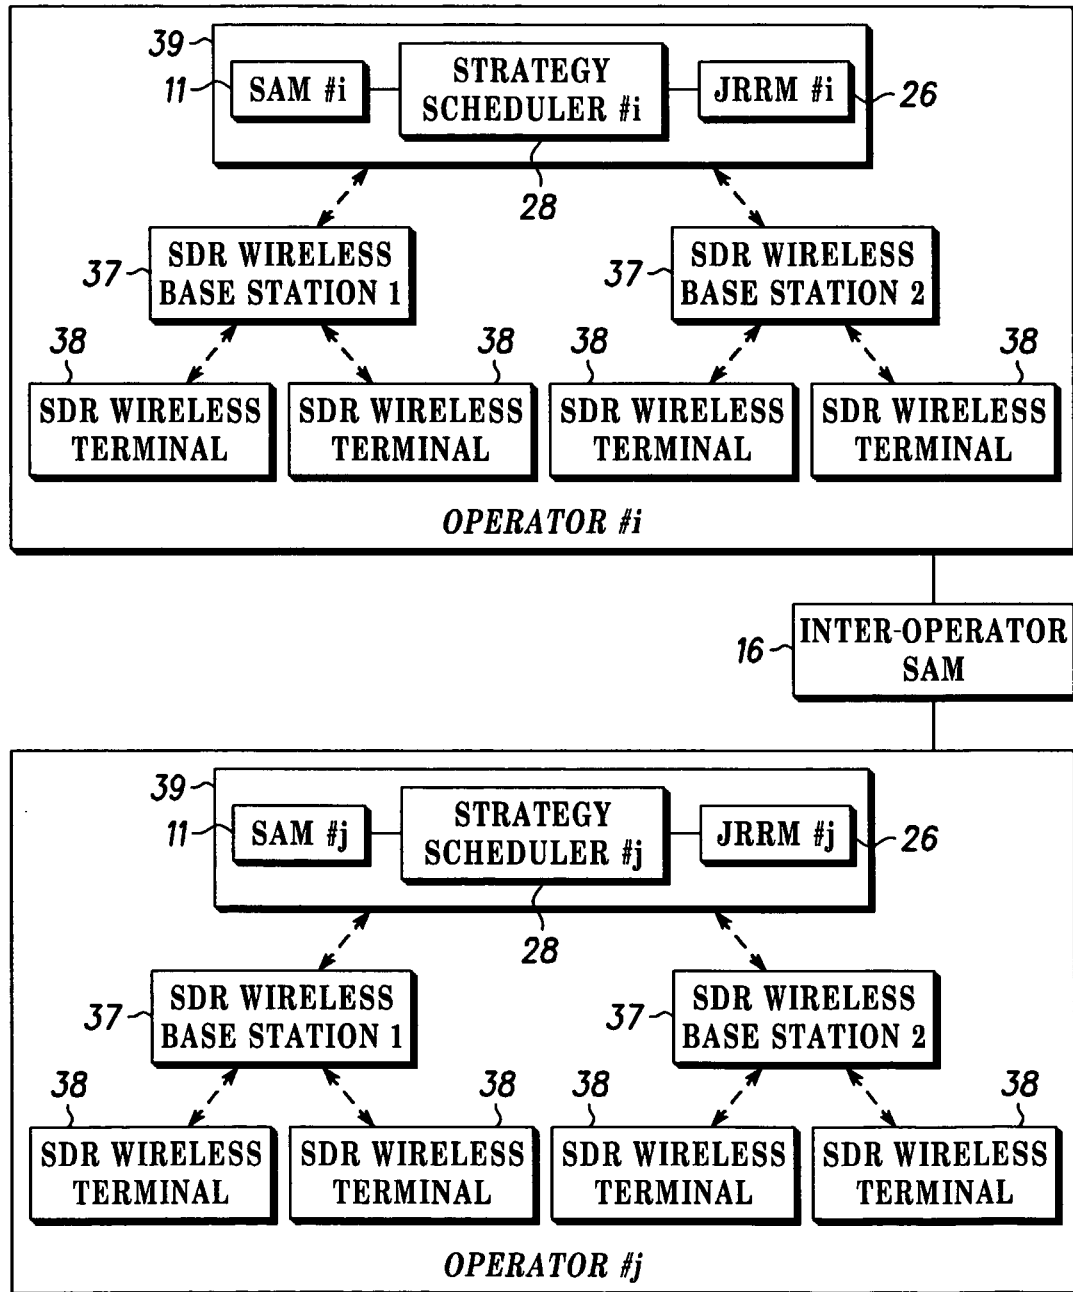 39
11
SAM #i
STRATEGY
SCHEDULER #i
JRRM #i
26
28
37
SDR WIRELESS
BASE STATION 1
37
SDR WIRELESS
BASE STATION 2
38
38
38
38
SDR WIRELESS
TERMINAL
SDR WIRELESS
TERMINAL
SDR WIRELESS
TERMINAL
SDR WIRELESS
TERMINAL
OPERATOR #i
16
INTER-OPERATOR
SAM
39
11
SAM #j
STRATEGY
SCHEDULER #j
JRRM #j
26
28
37
SDR WIRELESS
BASE STATION 1
37
SDR WIRELESS
BASE STATION 2
38
38
38
38
SDR WIRELESS
TERMINAL
SDR WIRELESS
TERMINAL
SDR WIRELESS
TERMINAL
SDR WIRELESS
TERMINAL
OPERATOR #j